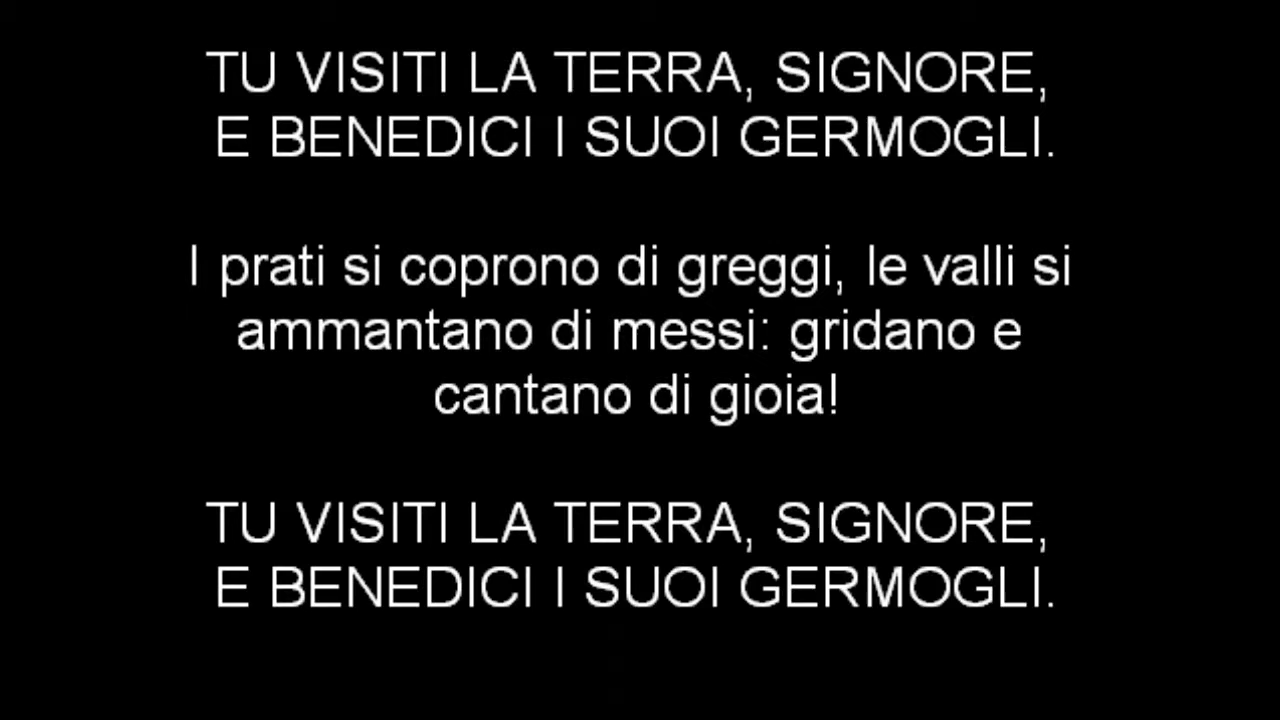 TU VISITI LA TERRA, SIGNORE,
E BENEDICI I SUOI GERMOGLI.
I prati si coprono di greggi, le valli si
ammantano di messi: gridano e
cantano di gioia!
TU VISITI LA TERRA, SIGNORE,
E BENEDICI I SUOI GERMOGLI.